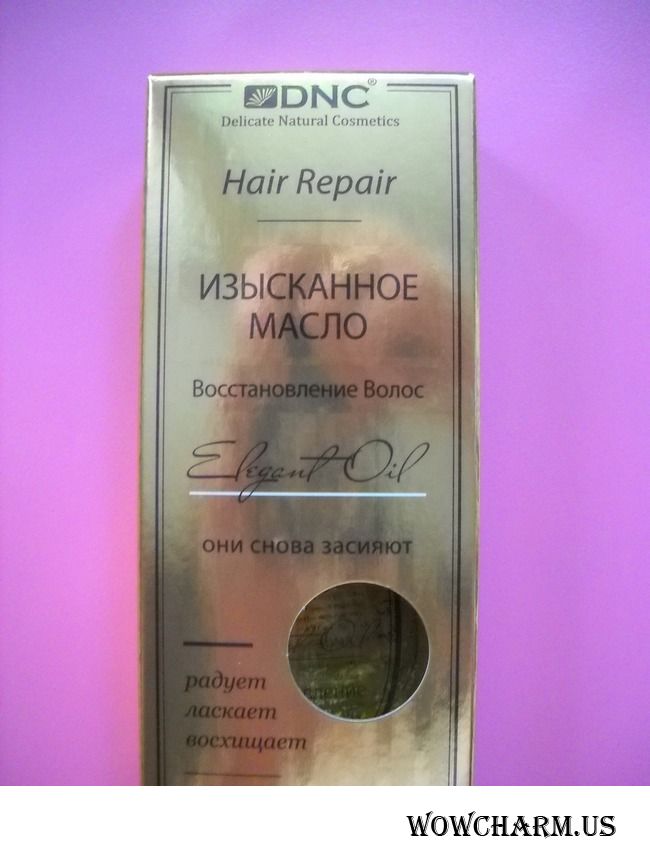 DNC®
Delicate Natural Cosmetics
Hair Repair
ИЗЫСКАННОЕ
МАСЛО
Восстановление Волос
Elegant Oil
они снова засияют
радует
ласкает
восхищает
WOWCHARM.US